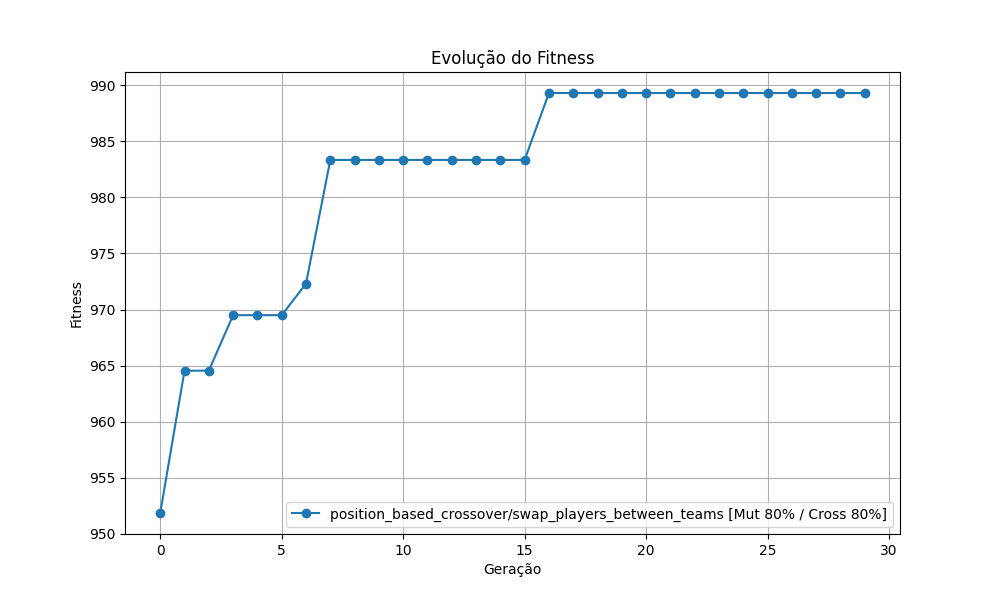 Evolução do Fitness
Fitness
990
985
980
975
970
965
960
955
950
position_based_crossover/swap_players_between_teams [Mut 80% / Cross 80%]
0 5 10 15 20 25 30
Geração